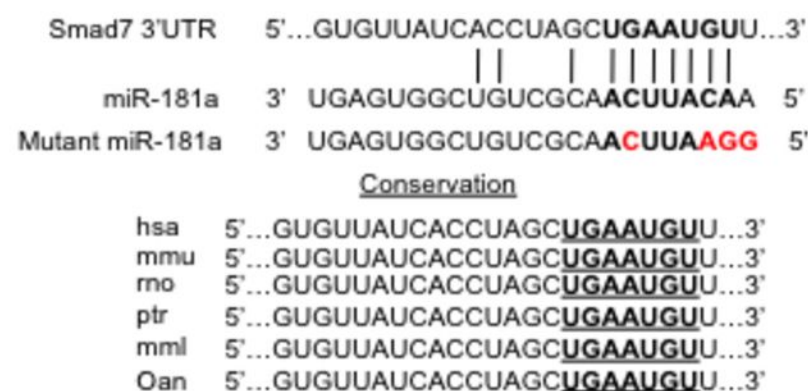 Smad7 3'UTR 5'...GUGUUAUCACCUAGCUGAAUGUU...3'
miR-181a 3' UGAGUGGCUGUCGCAACUUACAA 5'
Mutant miR-181a 3' UGAGUGGCUGUCGCAACUUAAGG 5'
Conservation
hsa 5'...GUGUUAUCACCUAGCUGAAUGUU...3'
mmu 5'...GUGUUAUCACCUAGCUGAAUGUU...3'
rno 5'...GUGUUAUCACCUAGCUGAAUGUU...3'
ptr 5'...GUGUUAUCACCUAGCUGAAUGUU...3'
mml 5'...GUGUUAUCACCUAGCUGAAUGUU...3'
Oan 5'...GUGUUAUCACCUAGCUGAAUGUU...3'